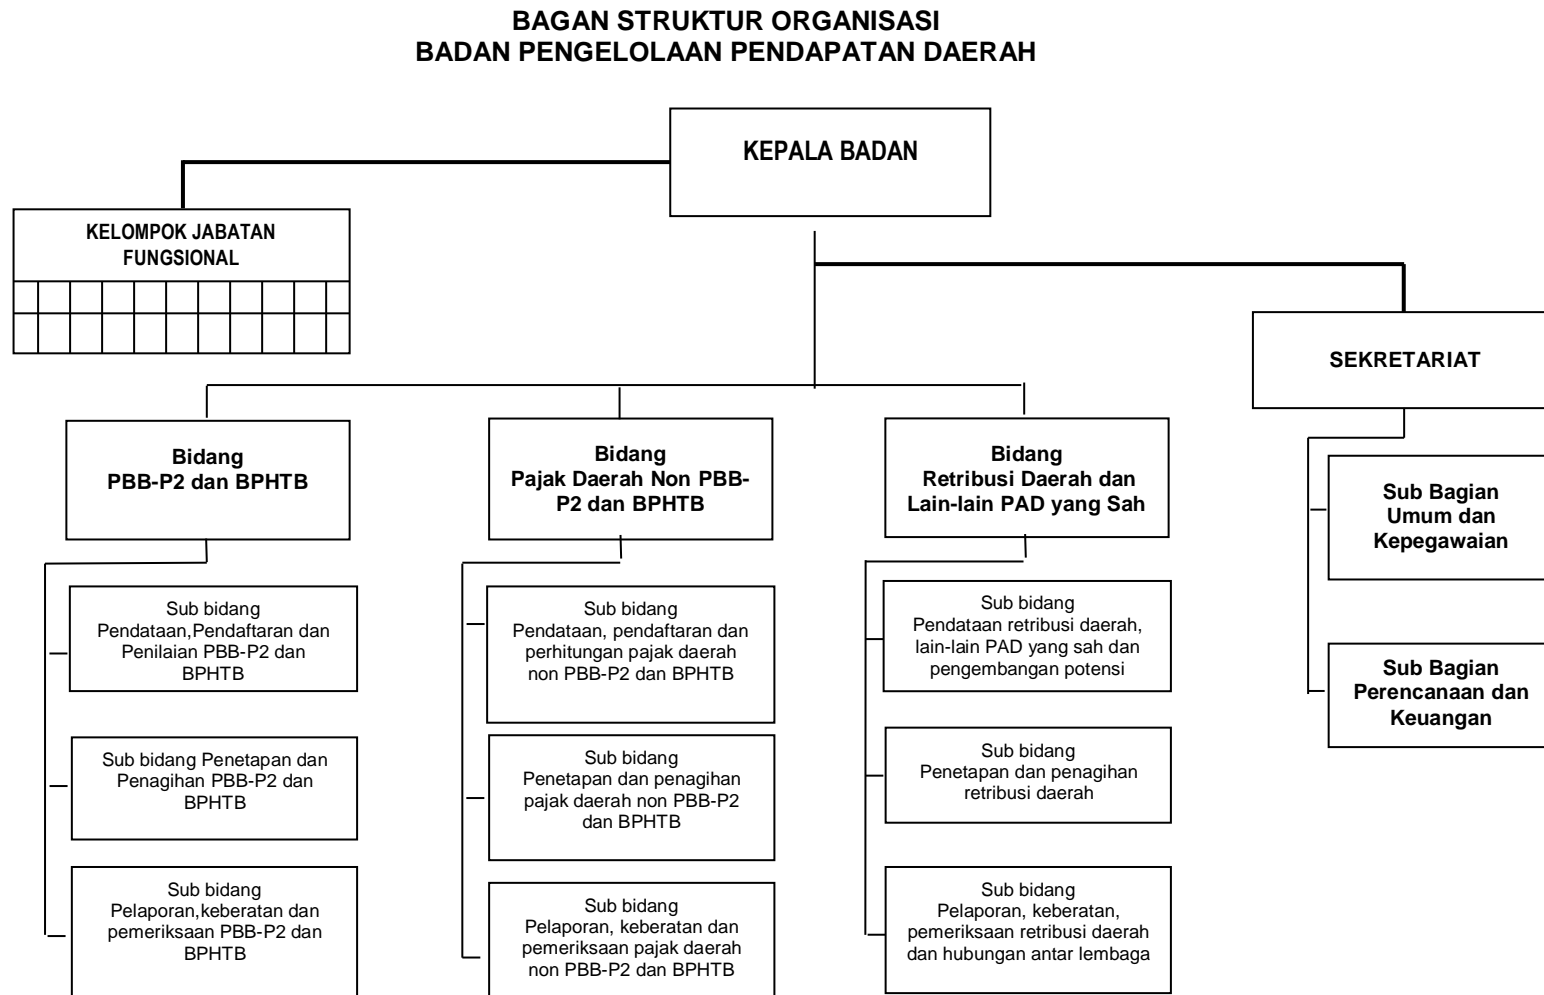 BAGAN STRUKTUR ORGANISASI
BADAN PENGELOLAAN PENDAPATAN DAERAH
KEPALA BADAN
KELOMPOK JABATAN
FUNGSIONAL
SEKRETARIAT
Bidang
PBB-P2 dan BPHTB
Bidang
Pajak Daerah Non PBB-
P2 dan BPHTB
Bidang
Retribusi Daerah dan
Lain-lain PAD yang Sah
Sub Bagian
Umum dan
Kepegawaian
Sub Bagian
Perencanaan dan
Keuangan
Sub bidang
Pendataan,Pendaftaran dan
Penilaian PBB-P2 dan
BPHTB
Sub bidang Penetapan dan
Penagihan PBB-P2 dan
BPHTB
Sub bidang
Pelaporan,keberatan dan
pemeriksaan PBB-P2 dan
BPHTB
Sub bidang
Pendataan, pendaftaran dan
perhitungan pajak daerah
non PBB-P2 dan BPHTB
Sub bidang
Penetapan dan penagihan
pajak daerah non PBB-P2
dan BPHTB
Sub bidang
Pelaporan, keberatan dan
pemeriksaan pajak daerah
non PBB-P2 dan BPHTB
Sub bidang
Pendataan retribusi daerah,
lain-lain PAD yang sah dan
pengembangan potensi
Sub bidang
Penetapan dan penagihan
retribusi daerah
Sub bidang
Pelaporan, keberatan,
pemeriksaan retribusi daerah
dan hubungan antar lembaga